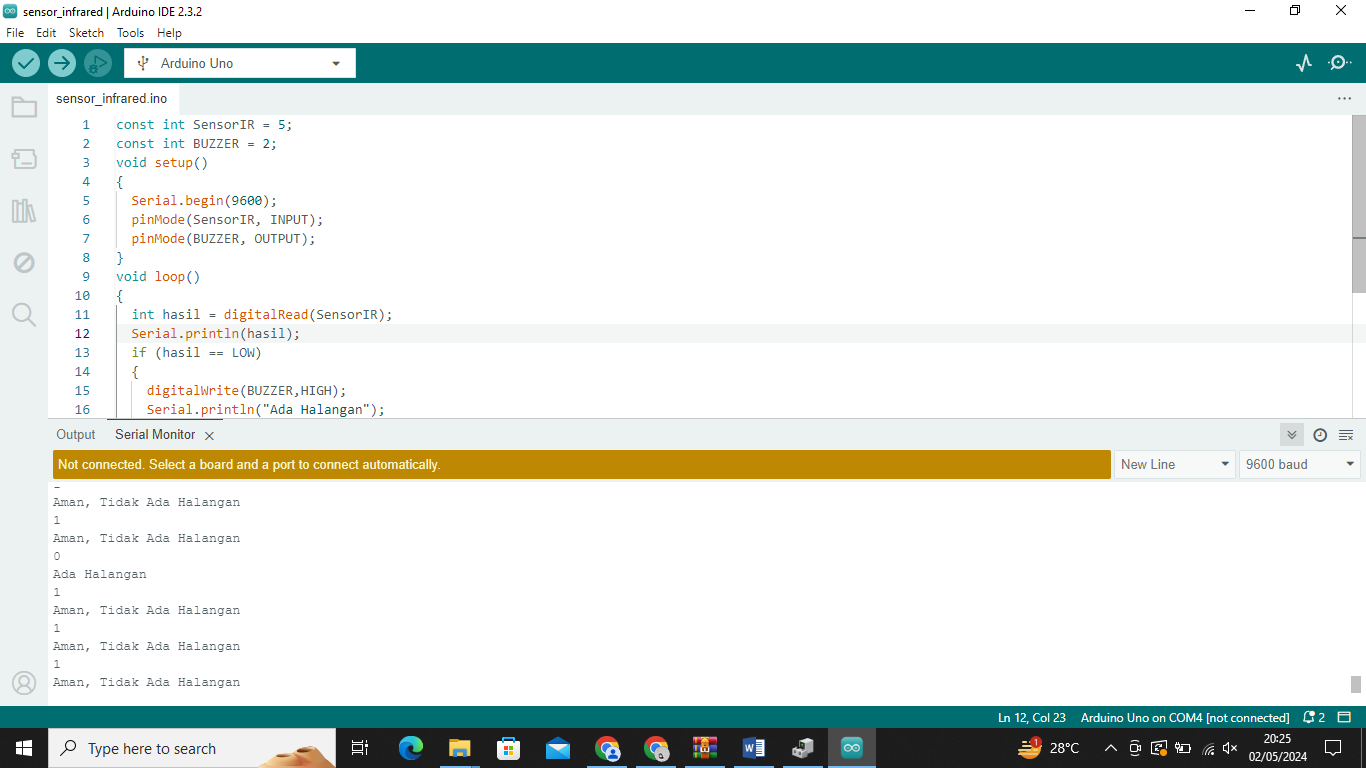 sensor_infrared | Arduino IDE 2.3.2
File Edit Sketch Tools Help
Arduino Uno
sensor_infrared.ino
1 const int SensorIR = 5;
2 const int BUZZER = 2;
3 void setup()
4 {
5 Serial.begin(9600);
6 pinMode(SensorIR, INPUT);
7 pinMode(BUZZER, OUTPUT);
8 }
9 void loop()
10 {
11 int hasil = digitalRead(SensorIR);
12 Serial.println(hasil);
13 if (hasil == LOW)
14 {
15 digitalWrite(BUZZER,HIGH);
16 Serial.println("Ada Halangan");
Output Serial Monitor
Not connected. Select a board and a port to connect automatically.
New Line 9600 baud
Aman, Tidak Ada Halangan
1
Aman, Tidak Ada Halangan
0
Ada Halangan
1
Aman, Tidak Ada Halangan
1
Aman, Tidak Ada Halangan
1
Aman, Tidak Ada Halangan
Ln 12, Col 23 Arduino Uno on COM4 [not connected] 2
Type here to search
1 28°C
20:25
02/05/2024